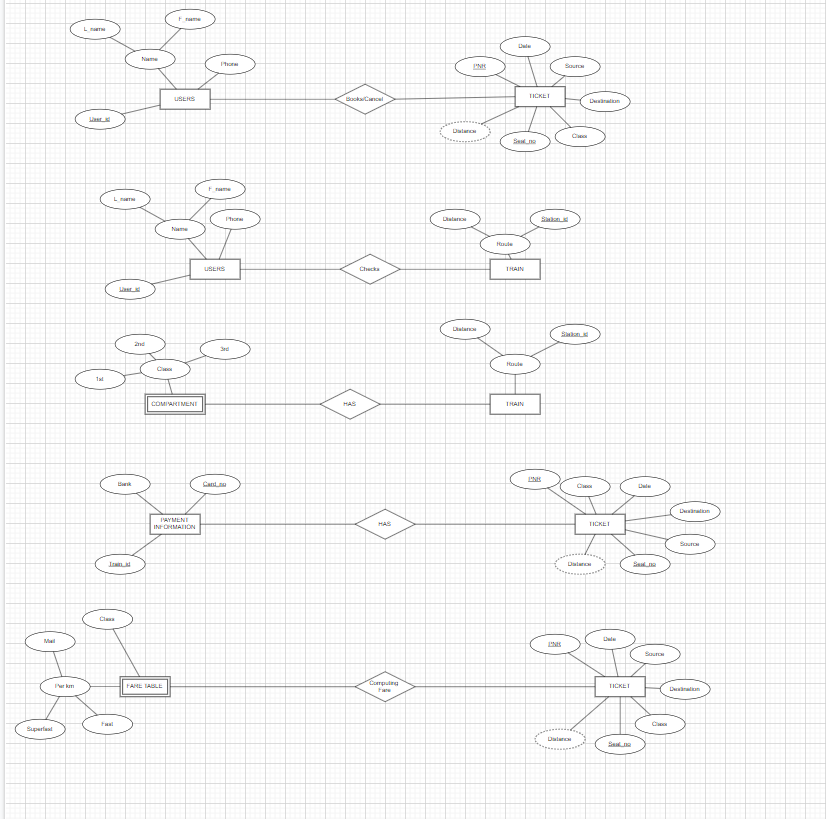 F_name
L_name
Name
Phone
USERS
User_id
Books/Cancel
Date
PNR
Source
TICKET
Destination
Distance
Seat_no
Class
F_name
L_name
Name
Phone
USERS
User_id
Checks
Distance
Station_id
Route
TRAIN
2nd
3rd
Class
1st
COMPARTMENT
HAS
Distance
Station_id
Route
TRAIN
Bank
Card_no
PAYMENT
INFORMATION
Train_id
HAS
PNR
Class
Date
Destination
TICKET
Source
Distance
Seat_no
Class
Mail
Per km
FARE TABLE
Superfast
Fast
Computing
Fare
PNR
Date
Source
TICKET
Destination
Class
Distance
Seat_no